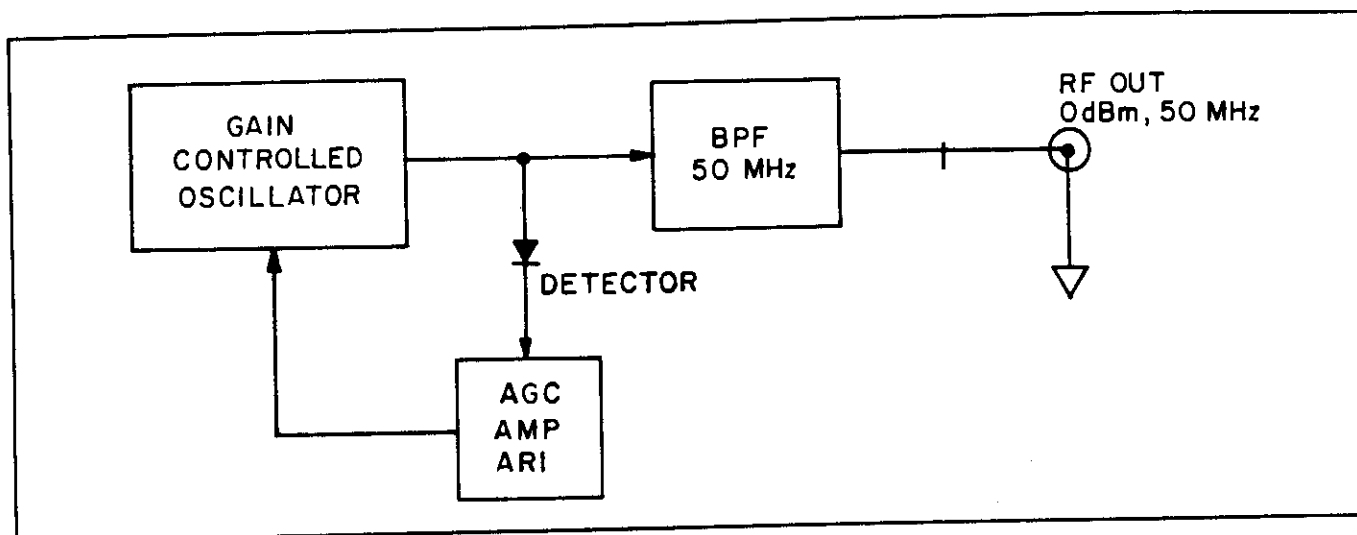 GAIN
CONTROLLED
OSCILLATOR
BPF
50 MHz
RF OUT
0dBm, 50 MHz
DETECTOR
AGC
AMP
AR1